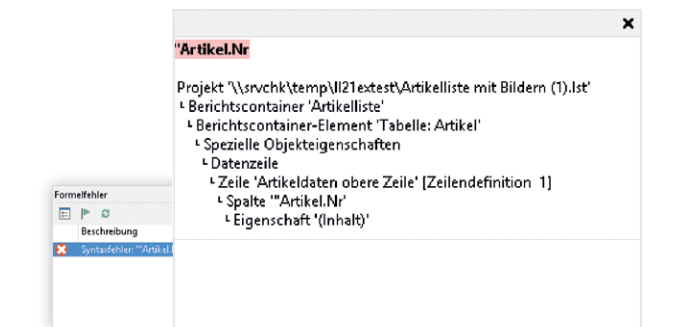 "Artikel.Nr
Projekt '\\srvchk\temp\ll21extest\Artikelliste mit Bildern (1).lst'
Berichtscontainer 'Artikelliste'
Berichtscontainer-Element 'Tabelle: Artikel'
Spezielle Objekteigenschaften
Datenzeile
Zeile 'Artikeldaten obere Zeile' [Zeilendefinition 1]
Spalte '"Artikel.Nr'
Eigenschaft '(Inhalt)'
Formelfehler
Beschreibung
Syntaxfehler: '"Artikel.